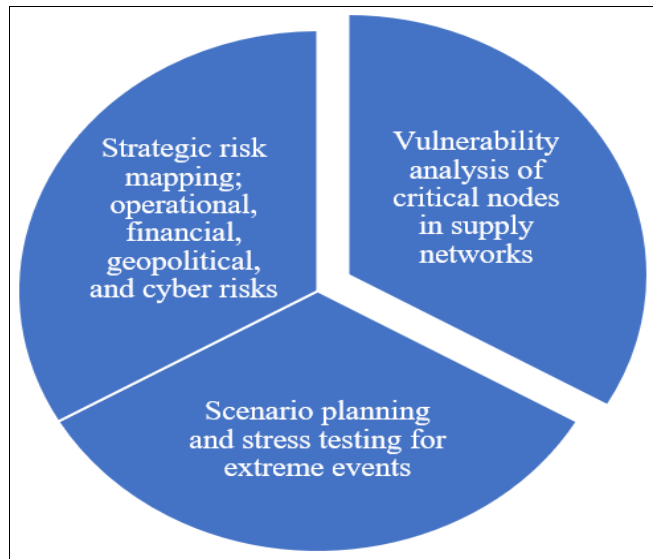 Strategic risk
mapping;
operational,
financial,
geopolitical,
and cyber risks
Vulnerability
analysis of
critical nodes
in supply
networks
Scenario planning
and stress testing for
extreme events